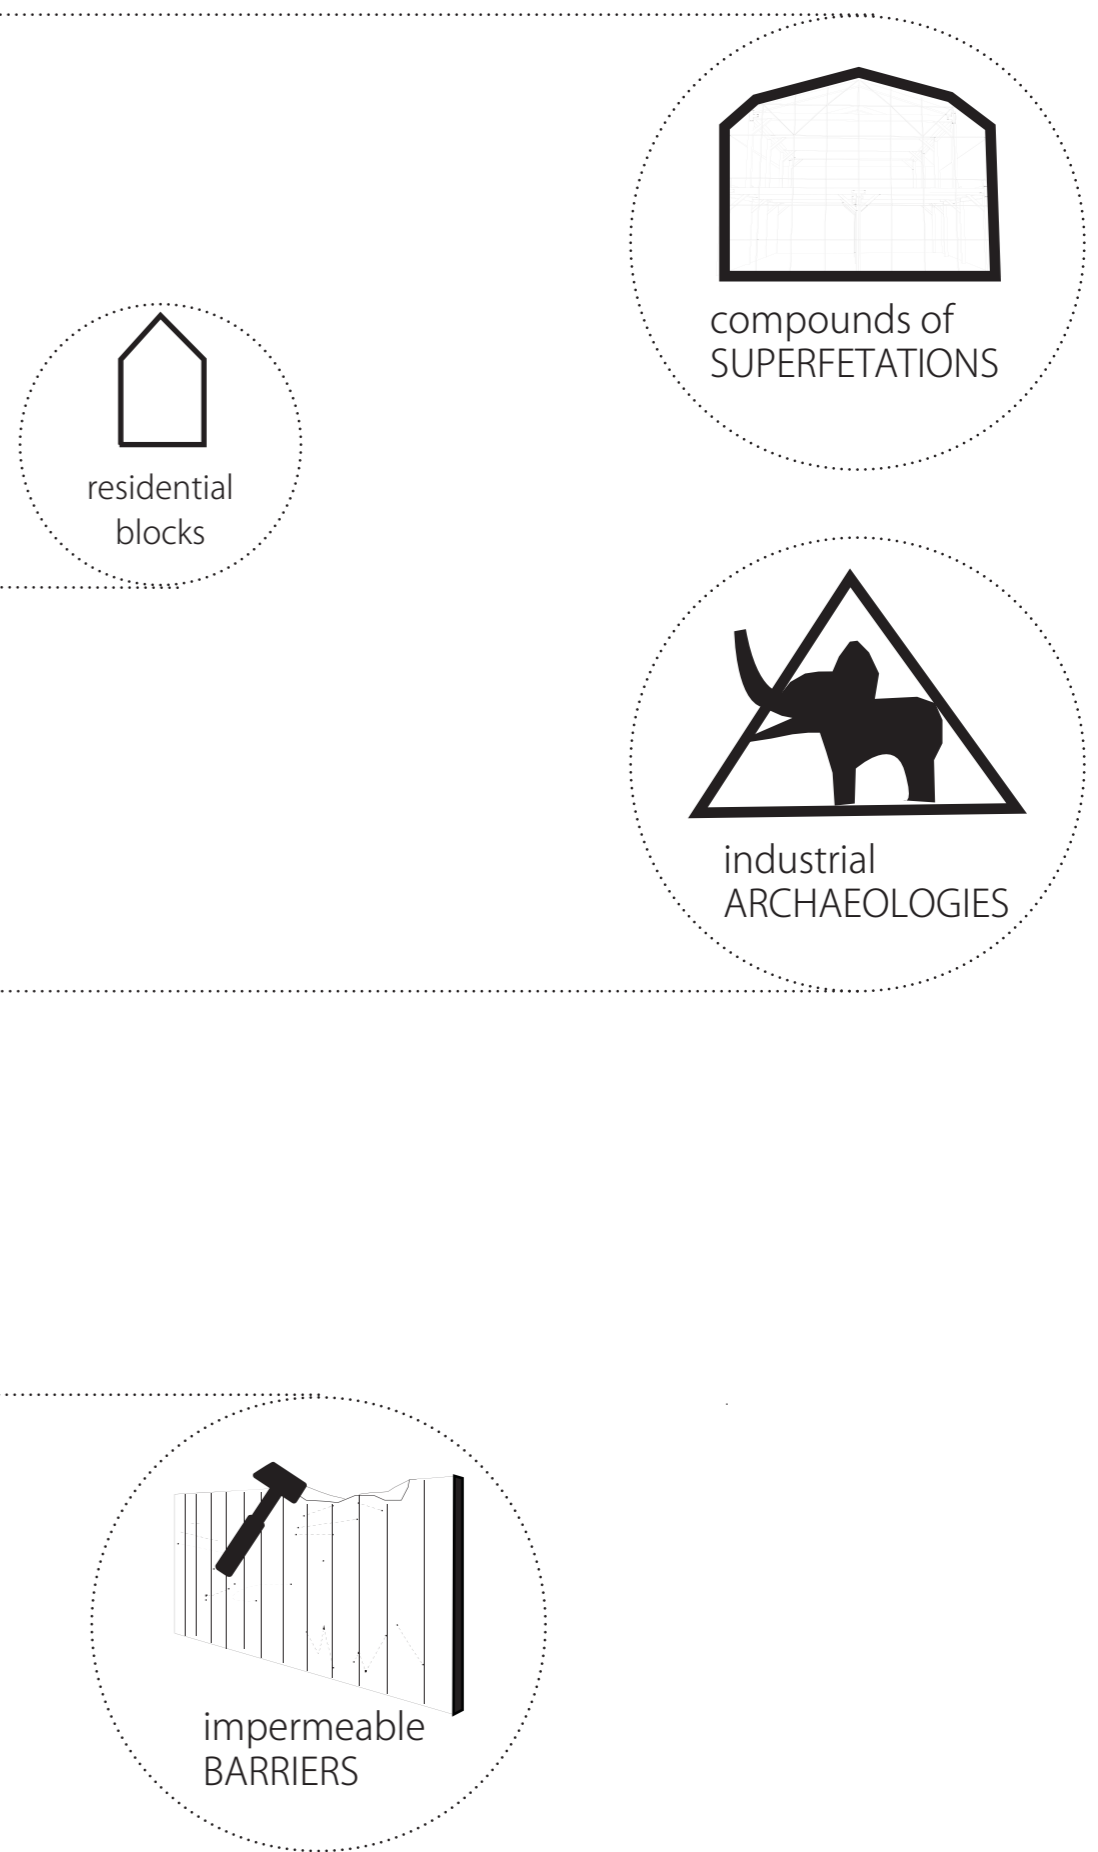 compounds of
SUPERFETATIONS
residential
blocks
industrial
ARCHAEOLOGIES
impermeable
BARRIERS